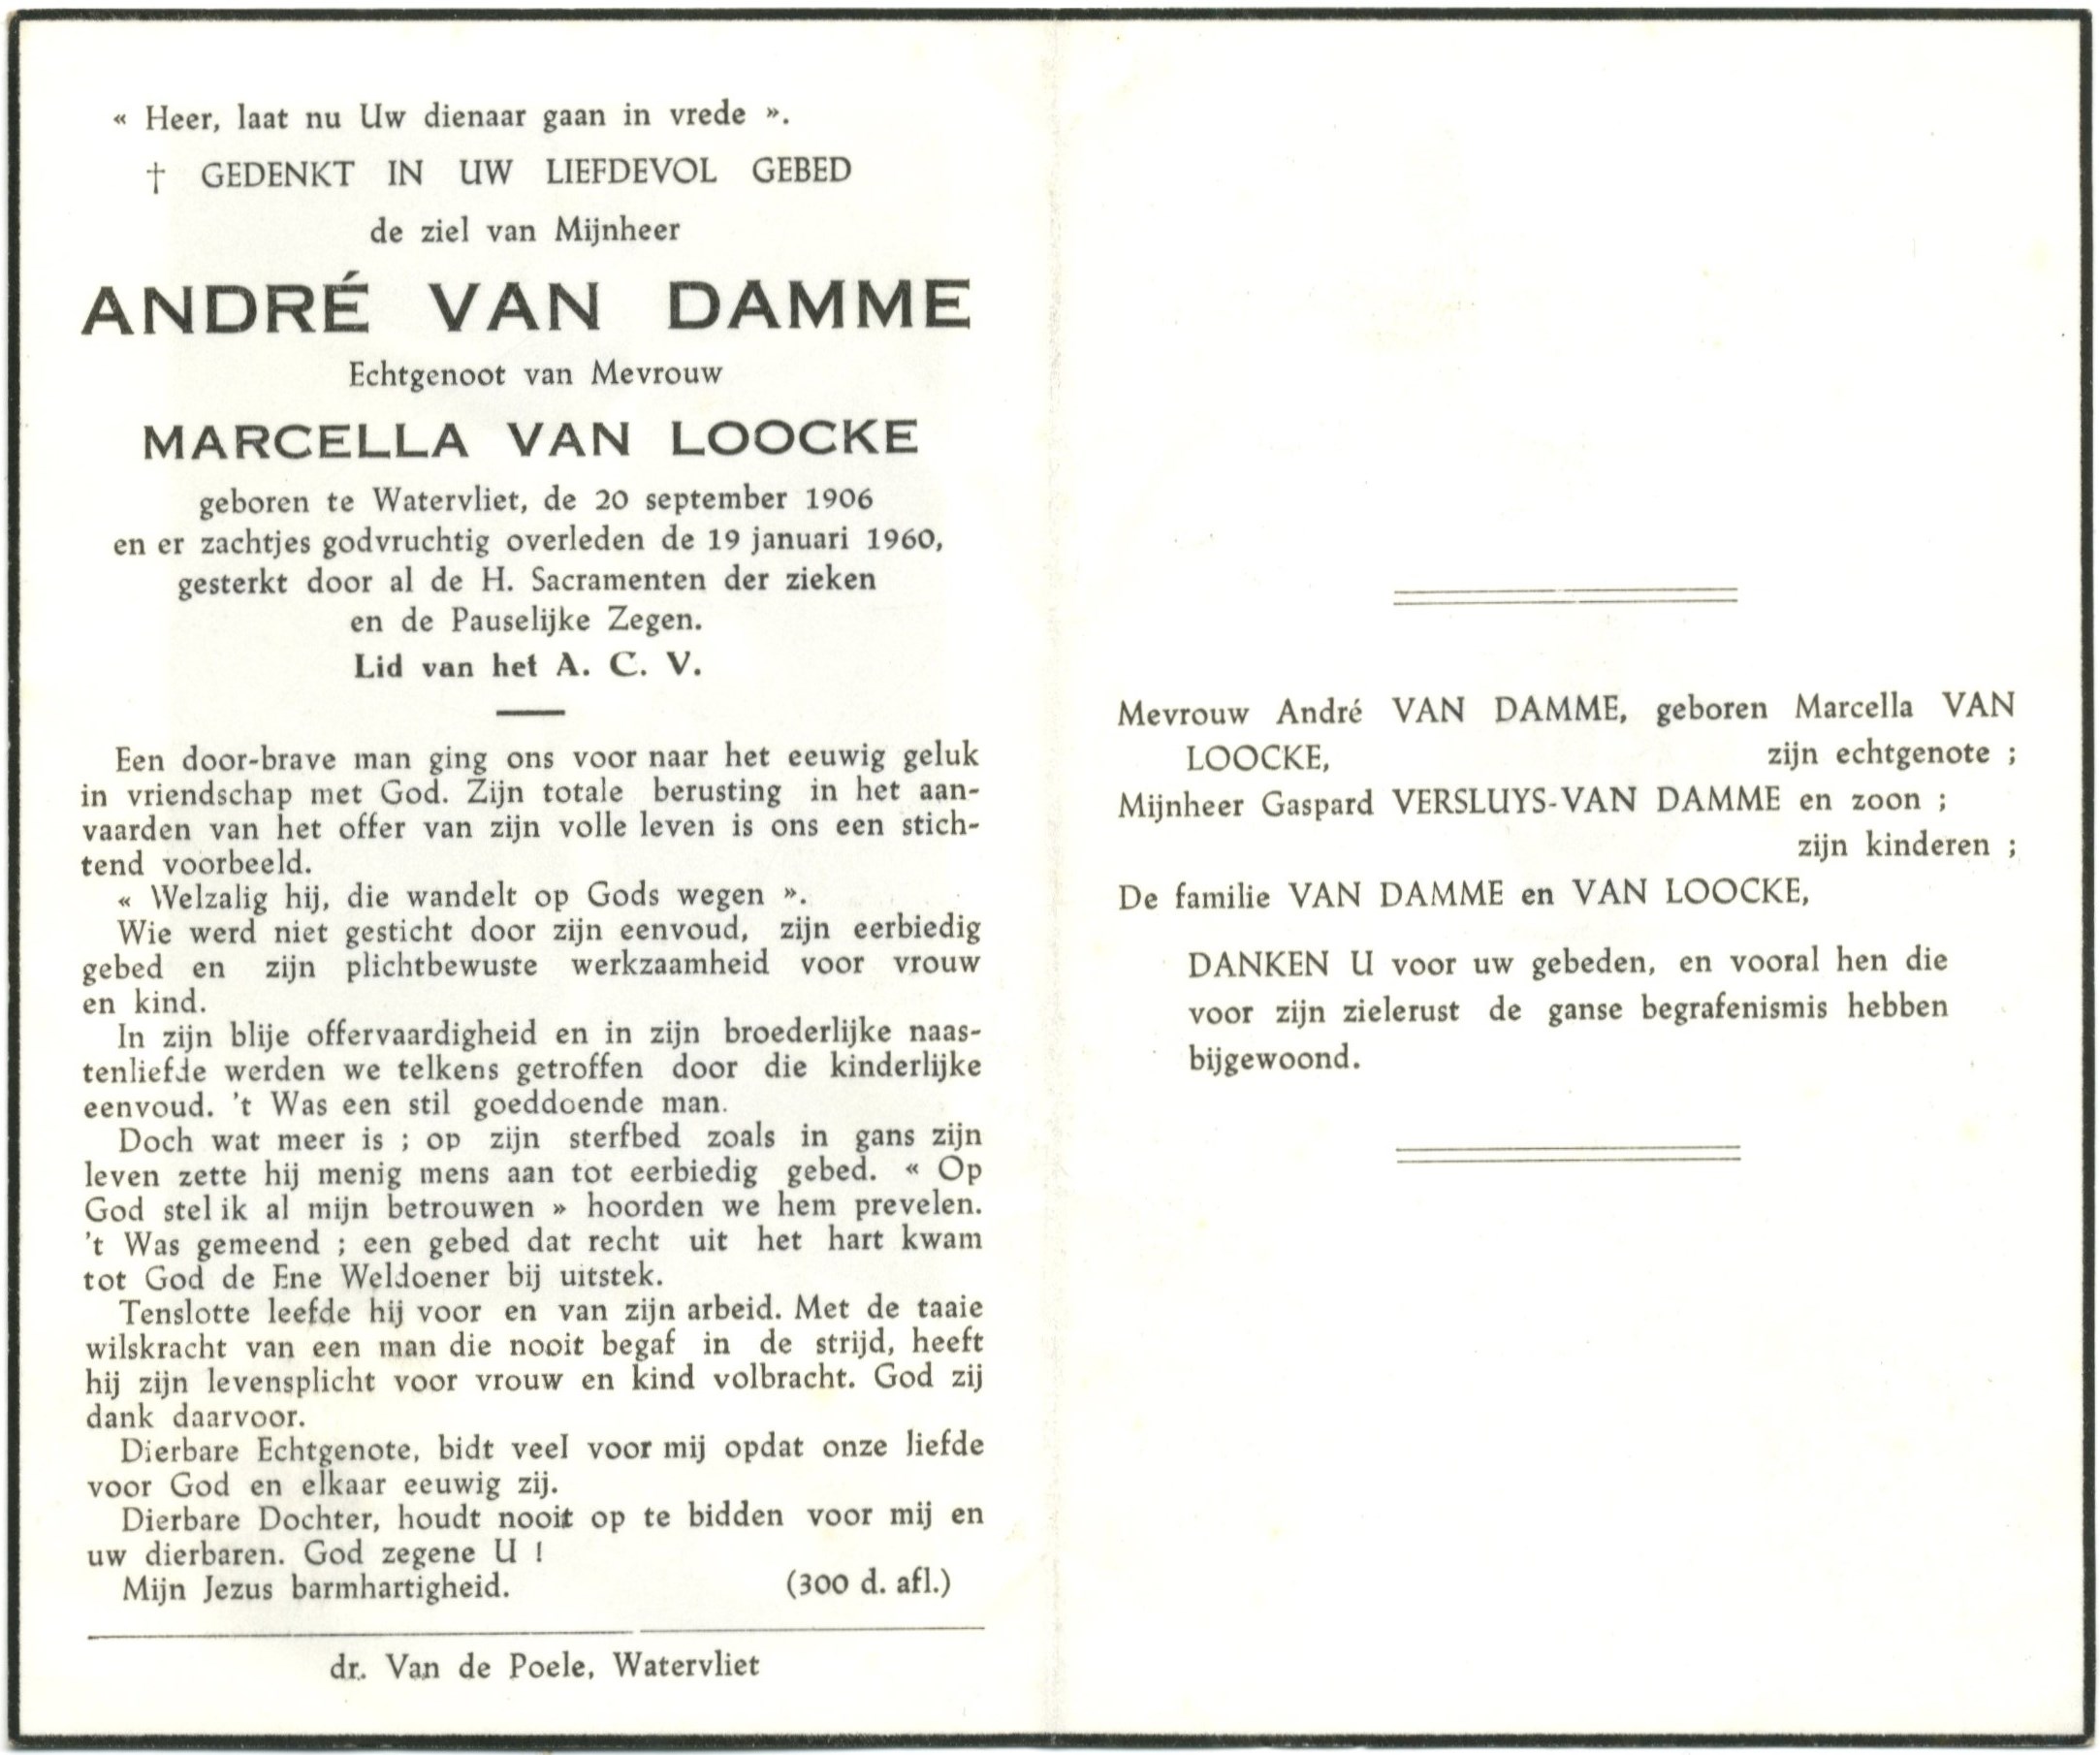 « Heer, laat nu Uw dienaar gaan in vrede ».
† GEDENKT IN UW LIEFDEVOL GEBED
de ziel van Mijnheer
ANDRÉ VAN DAMME
Echtgenoot van Mevrouw
MARCELLA VAN LOOCKE
geboren te Watervliet, de 20 september 1906
en er zachtjes godvruchtig overleden de 19 januari 1960,
gesterkt door al de H. Sacramenten der zieken
en de Pauselijke Zegen.
Lid van het A. C. V.
Een door-brave man ging ons voor naar het eeuwig geluk
in vriendschap met God. Zijn totale berusting in het aan-
vaarden van het offer van zijn volle leven is ons een stich-
tend voorbeeld.
« Welzalig hij, die wandelt op Gods wegen ».
Wie werd niet gesticht door zijn eenvoud, zijn eerbiedig
gebed en zijn plichtbewuste werkzaamheid voor vrouw
en kind.
In zijn blije offervaardigheid en in zijn broederlijke naas-
tenliefde werden we telkens getroffen door die kinderlijke
eenvoud. 't Was een stil goeddoende man.
Doch wat meer is ; op zijn sterfbed zoals in gans zijn
leven zette hij menig mens aan tot eerbiedig gebed. « Op
God stel ik al mijn betrouwen » hoorden we hem prevelen.
't Was gemeend ; een gebed dat recht uit het hart kwam
tot God de Ene Weldoener bij uitstek.
Tenslotte leefde hij voor en van zijn arbeid. Met de taaie
wilskracht van een man die nooit begaf in de strijd, heeft
hij zijn levensplicht voor vrouw en kind volbracht. God zij
dank daarvoor.
Dierbare Echtgenote, bidt veel voor mij opdat onze liefde
voor God en elkaar eeuwig zij.
Dierbare Dochter, houdt nooit op te bidden voor mij en
uw dierbaren. God zegene U !
Mijn Jezus barmhartigheid. (300 d. afl.)
dr. Van de Poele, Watervliet
Mevrouw André VAN DAMME, geboren Marcella VAN
LOOCKE, zijn echtgenote ;
Mijnheer Gaspard VERSLUYS-VAN DAMME en zoon ;
zijn kinderen ;
De familie VAN DAMME en VAN LOOCKE,
DANKEN U voor uw gebeden, en vooral hen die
voor zijn zielerust de ganse begrafenismis hebben
bijgewoond.